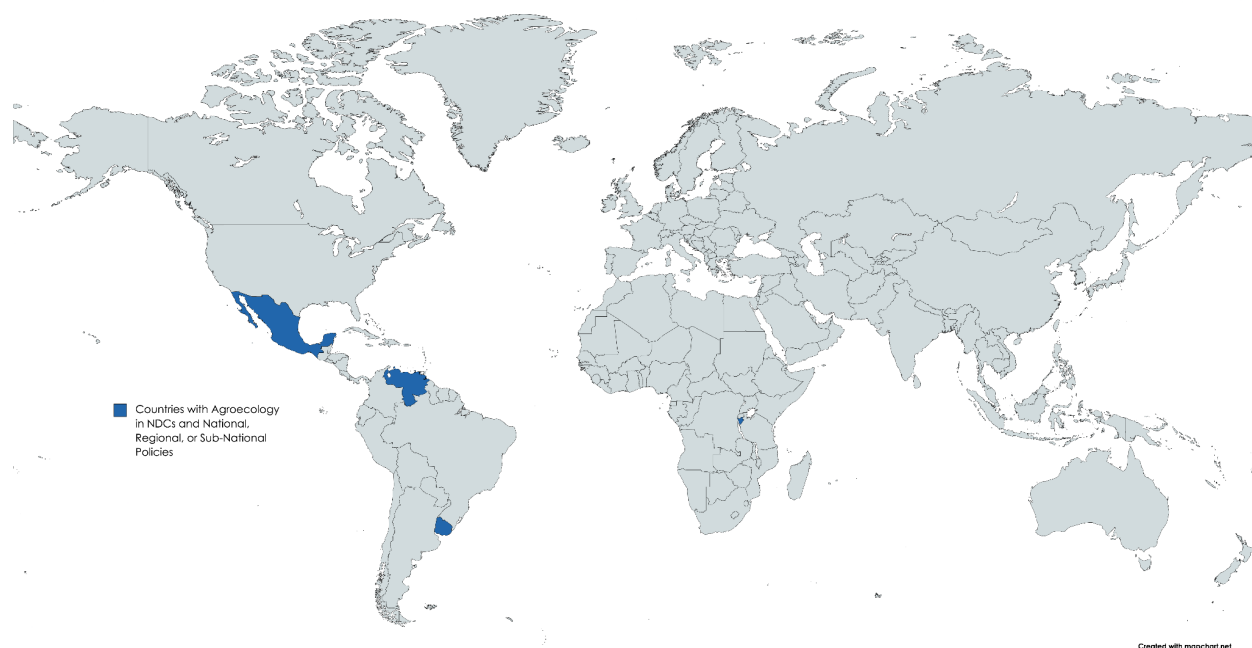 Countries with Agroecology
in NDCs and National,
Regional, or Sub-National
Policies
Created with mapchart.net